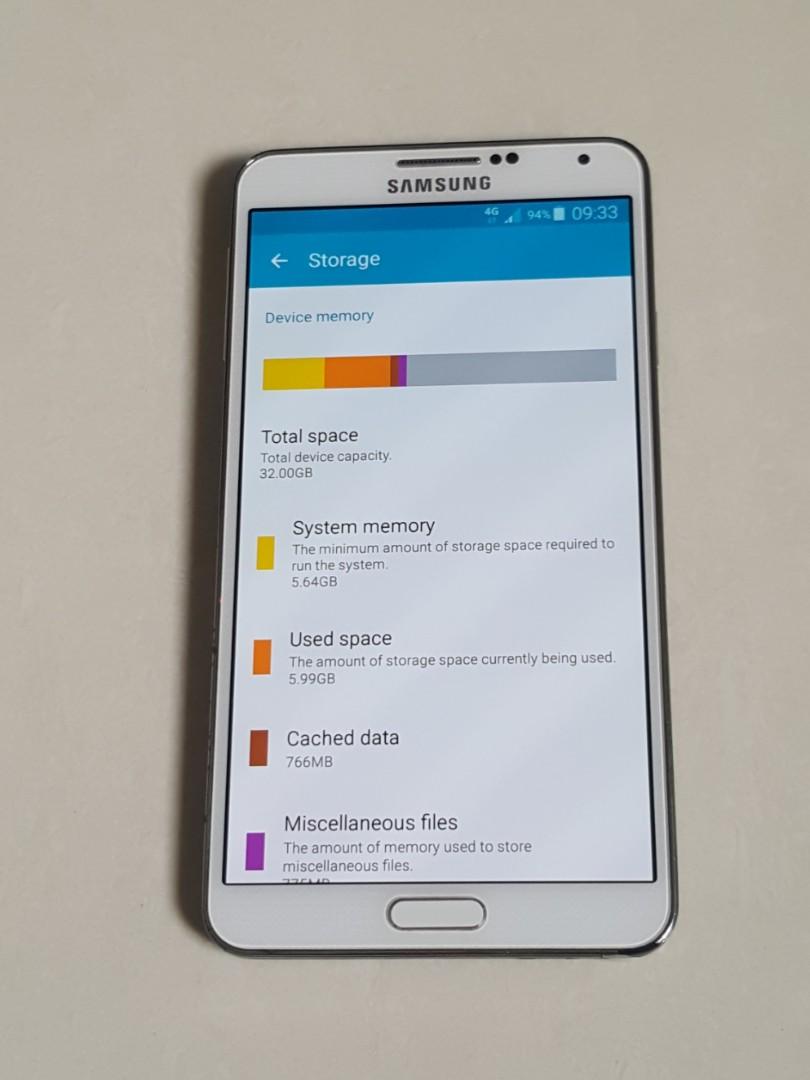 SAMSUNG
4G 94% 09:33
Storage
Device memory
Total space
Total device capacity.
32.00GB
System memory
The minimum amount of storage space required to
run the system.
5.64GB
Used space
The amount of storage space currently being used.
5.99GB
Cached data
766MB
Miscellaneous files
The amount of memory used to store
miscellaneous files.